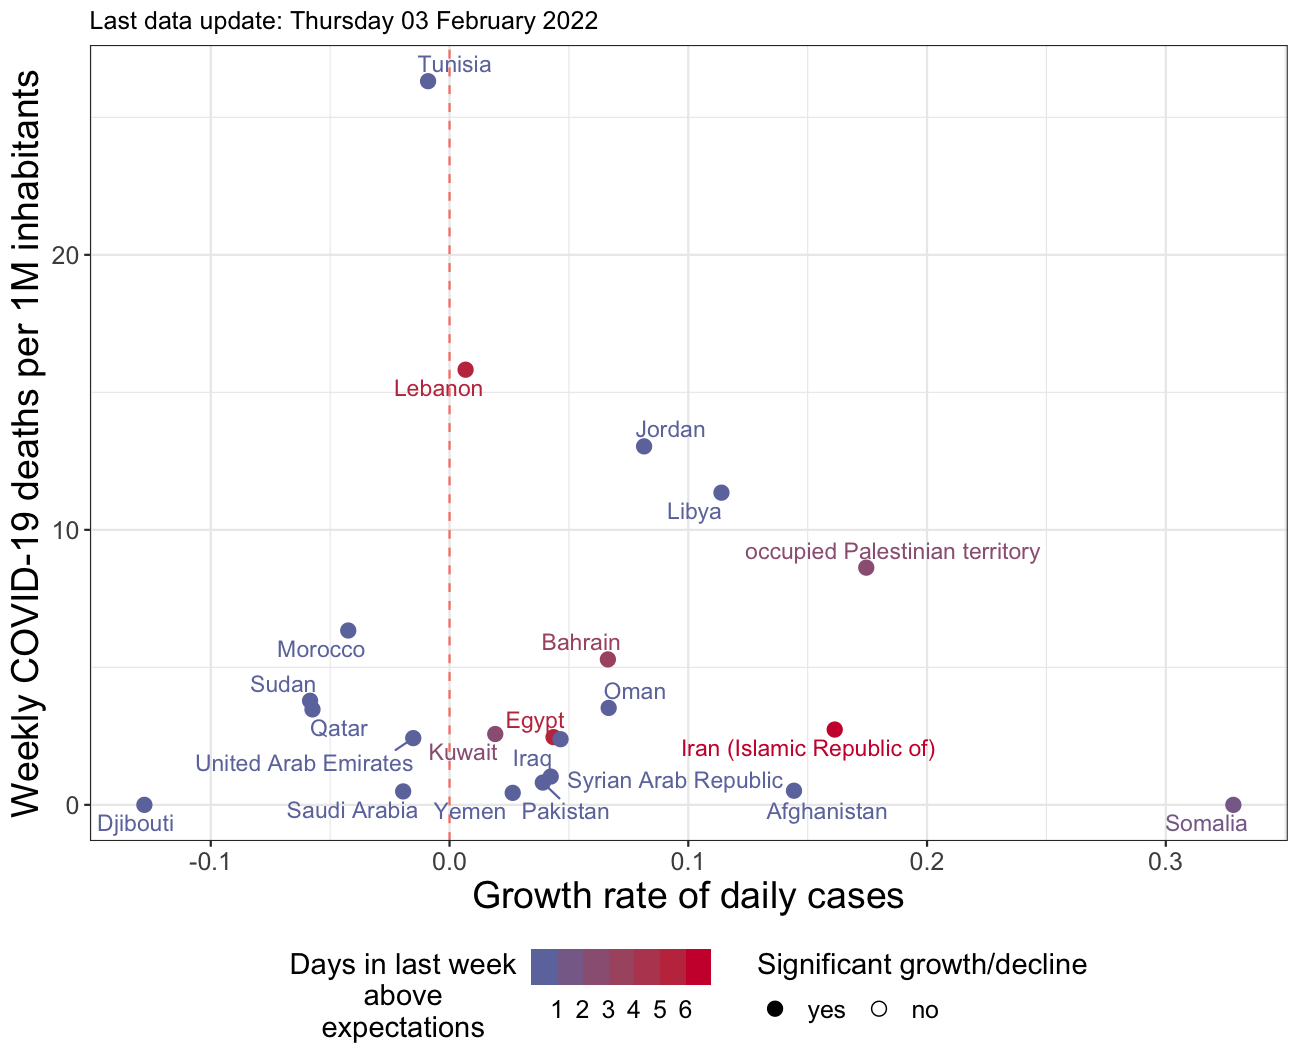 Last data update: Thursday 03 February 2022
Weekly COVID-19 deaths per 1M inhabitants
20
10
0
Tunisia
Lebanon
Jordan
Libya
occupied Palestinian territory
Morocco
Bahrain
Sudan
Oman
Qatar
Egypt
United Arab Emirates
Kuwait
Iran (Islamic Republic of)
Iraq
Syrian Arab Republic
Saudi Arabia
Yemen
Pakistan
Afghanistan
Djibouti
Somalia
-0.1 0.0 0.1 0.2 0.3
Growth rate of daily cases
Days in last week
above
expectations
1 2 3 4 5 6
Significant growth/decline
yes no